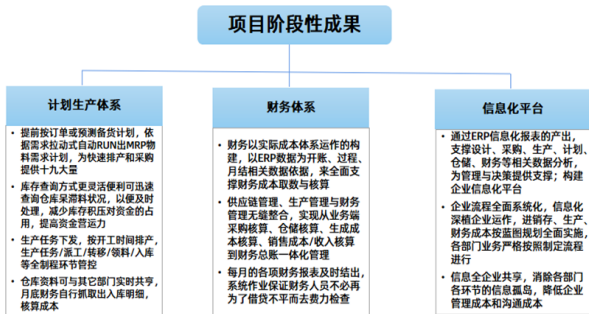 项目阶段性成果
计划生产体系
• 提前按订单或预测备货计划，依
据需求拉动式自动RUN出MRP物
料需求计划，为快速排产和采购
提供十九大量
• 库存查询方式更灵活便利可迅速
查询仓库呆滞料状况，以便及时
处理，减少库存积压对资金的占
用，提高资金营运力
• 生产任务下发，按开工时间排产，
生产任务/派工/转移/领料/入库
等全制程环节管控
• 仓库资料可与其它部门实时共亨，
月底财务自行抓取出入库明细，
核算成本
财务体系
• 财务以实际成本体系运作的构
建，以ERP数据为开账、过程、
月结相关数据依据，来全面支
撑财务成本取数与核算
• 供应链管理、生产管理与财务
管理无缝整合，实现从业务端
采购核算、仓储核算、生成成
本核算、销售成本/收入核算
到财务总账一体化管理
• 每月的各项财务报表及时结出，
系统作业保证财务人员不必再
为了借贷不平而去费力检查
信息化平台
• 通过ERP信息化报表的产出，
支撑设计、采购、生产、计划、
仓储、财务等相关数据分析，
为管理与决策提供支撑；构建
企业信息化平台
• 企业流程全面系统化，信息化
深植企业运作，进销存、生产、
财务成本按蓝图规划全面实施，
各部门业务严格按照制定流程
进行
• 信息全企业共享，消除各部门
各环节的信息孤岛，降低企业
管理成本和沟通成本